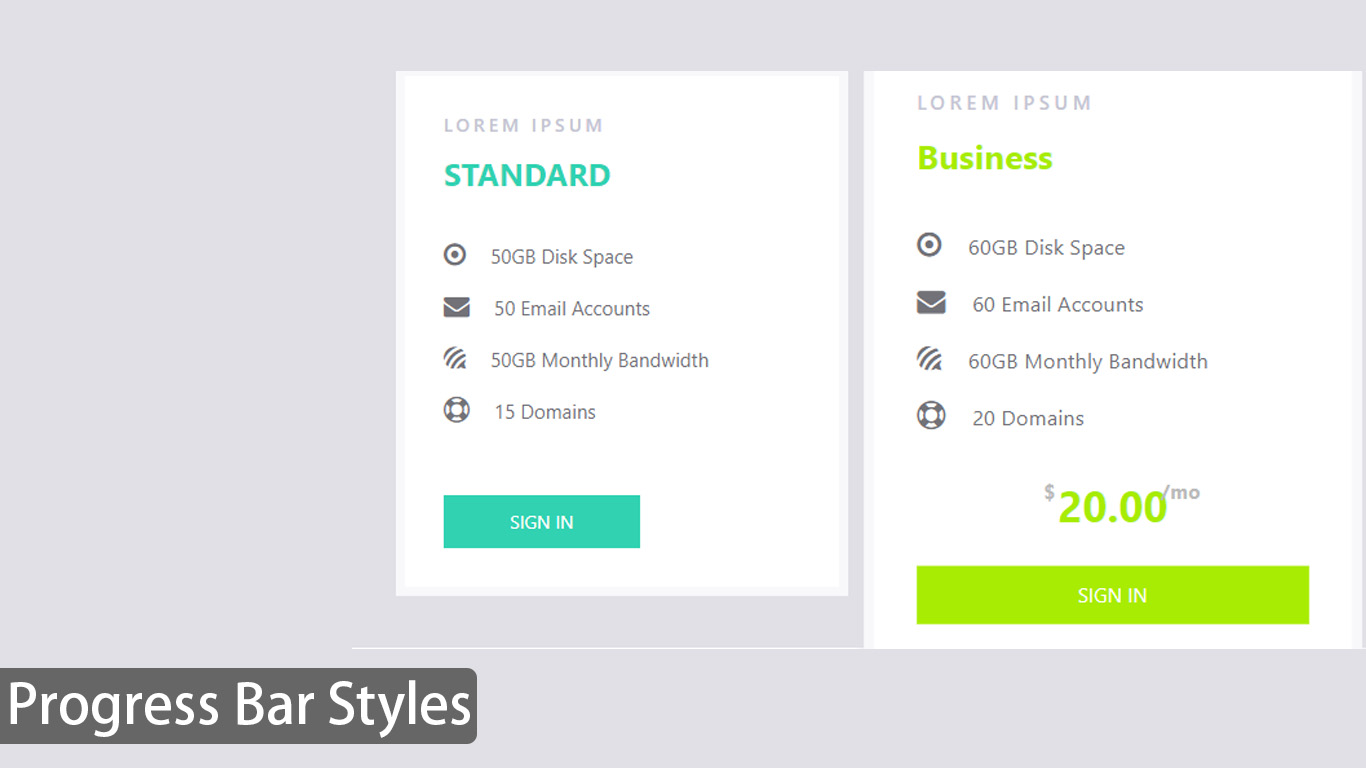 LOREM IPSUM
STANDARD
50GB Disk Space
50 Email Accounts
50GB Monthly Bandwidth
15 Domains
SIGN IN
LOREM IPSUM
Business
60GB Disk Space
60 Email Accounts
60GB Monthly Bandwidth
20 Domains
$ 20.00 /mo
SIGN IN
Progress Bar Styles